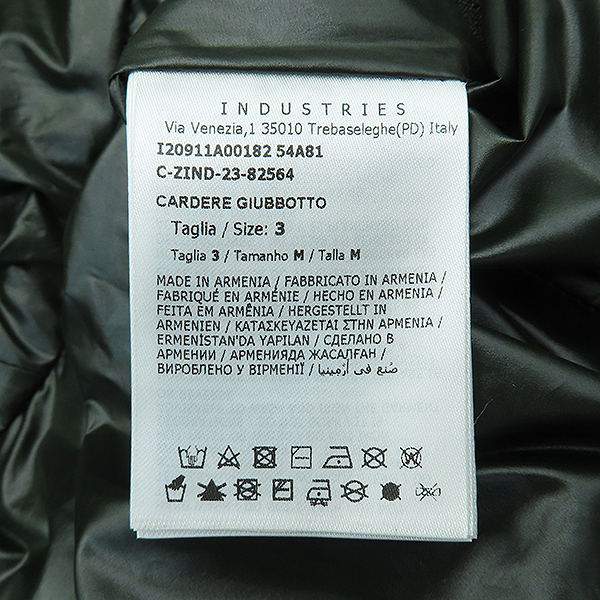 INDUSTRIES
Via Venezia,1 35010 Trebaseleghe(PD) Italy
I20911A00182 54A81
C-ZIND-23-82564
CARDERE GIUBBOTTO
Taglia / Size: 3
Taglia 3 / Tamanho M / Talla M
MADE IN ARMENIA / FABBRICATO IN ARMENIA /
FABRIQUÉ EN ARMÉNIE / HECHO EN ARMENIA /
FEITA EM ARMÊNIA / HERGESTELLT IN
ARMENIEN / ΚΑΤΑΣΚΕΥΑΖΕΤΑΙ ΣΤΗΝ ΑΡΜΕΝΙΑ /
ERMENİSTAN'DA YAPILAN / СДЕЛАНО В
АРМЕНИИ / АРМЕНИЯДА ЖАСАЛҒАН /
ВИРОБЛЕНО У ВІРМЕНІЇ / صُنع في أرمينيا